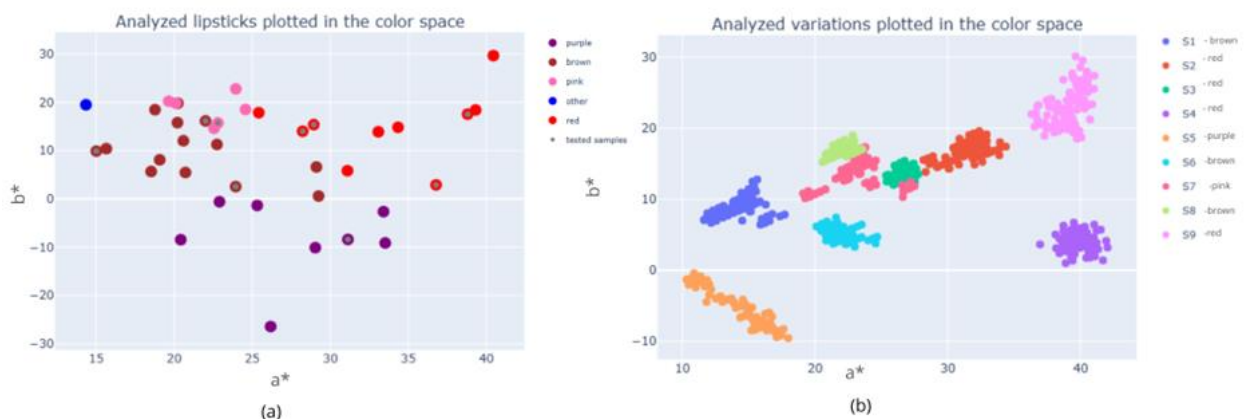 Analyzed lipsticks plotted in the color space
30
20
10
0
−10
−20
−30
b*
15
20
25
30
35
40
a*
purple
brown
pink
other
red
tested samples
(a)
Analyzed variations plotted in the color space
30
20
10
0
−10
b*
10
20
30
40
a*
S1 - brown
S2 - red
S3 - red
S4 - red
S5 -purple
S6 -brown
S7 -pink
S8 -brown
S9 -red
(b)